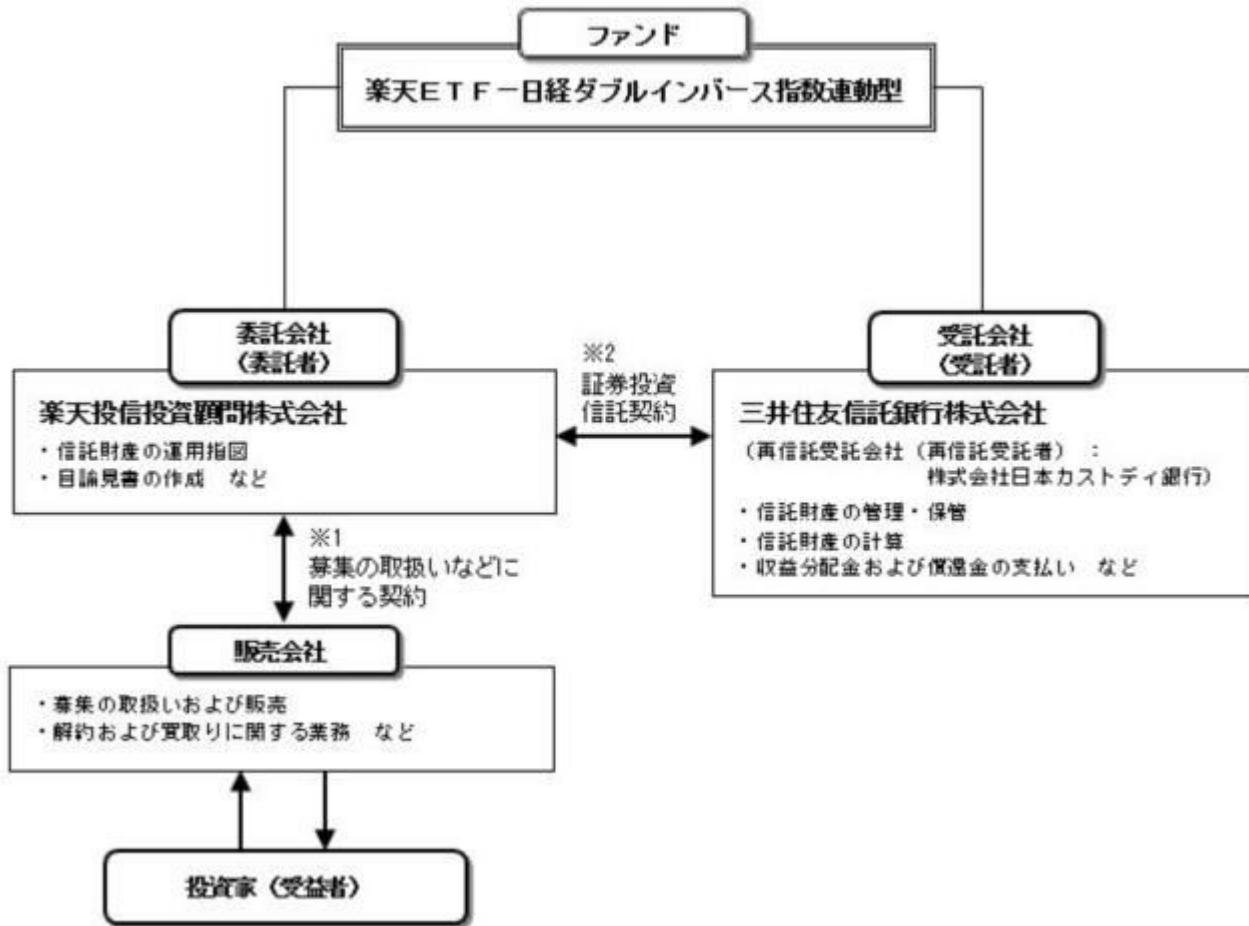 ファンド
楽天ETF－日経ダブルインバース指数連動型
委託会社
（委託者）
楽天投信投資顧問株式会社
・信託財産の運用指図
・目論見書の作成　など
※2
証券投資
信託契約
受託会社
（受託者）
三井住友信託銀行株式会社
（再信託受託会社（再信託受託者）：
株式会社日本カストディ銀行）
・信託財産の管理・保管
・信託財産の計算
・収益分配金および償還金の支払い　など
※1
募集の取扱いなどに
関する契約
販売会社
・募集の取扱いおよび販売
・解約および買取りに関する業務　など
投資家（受益者）